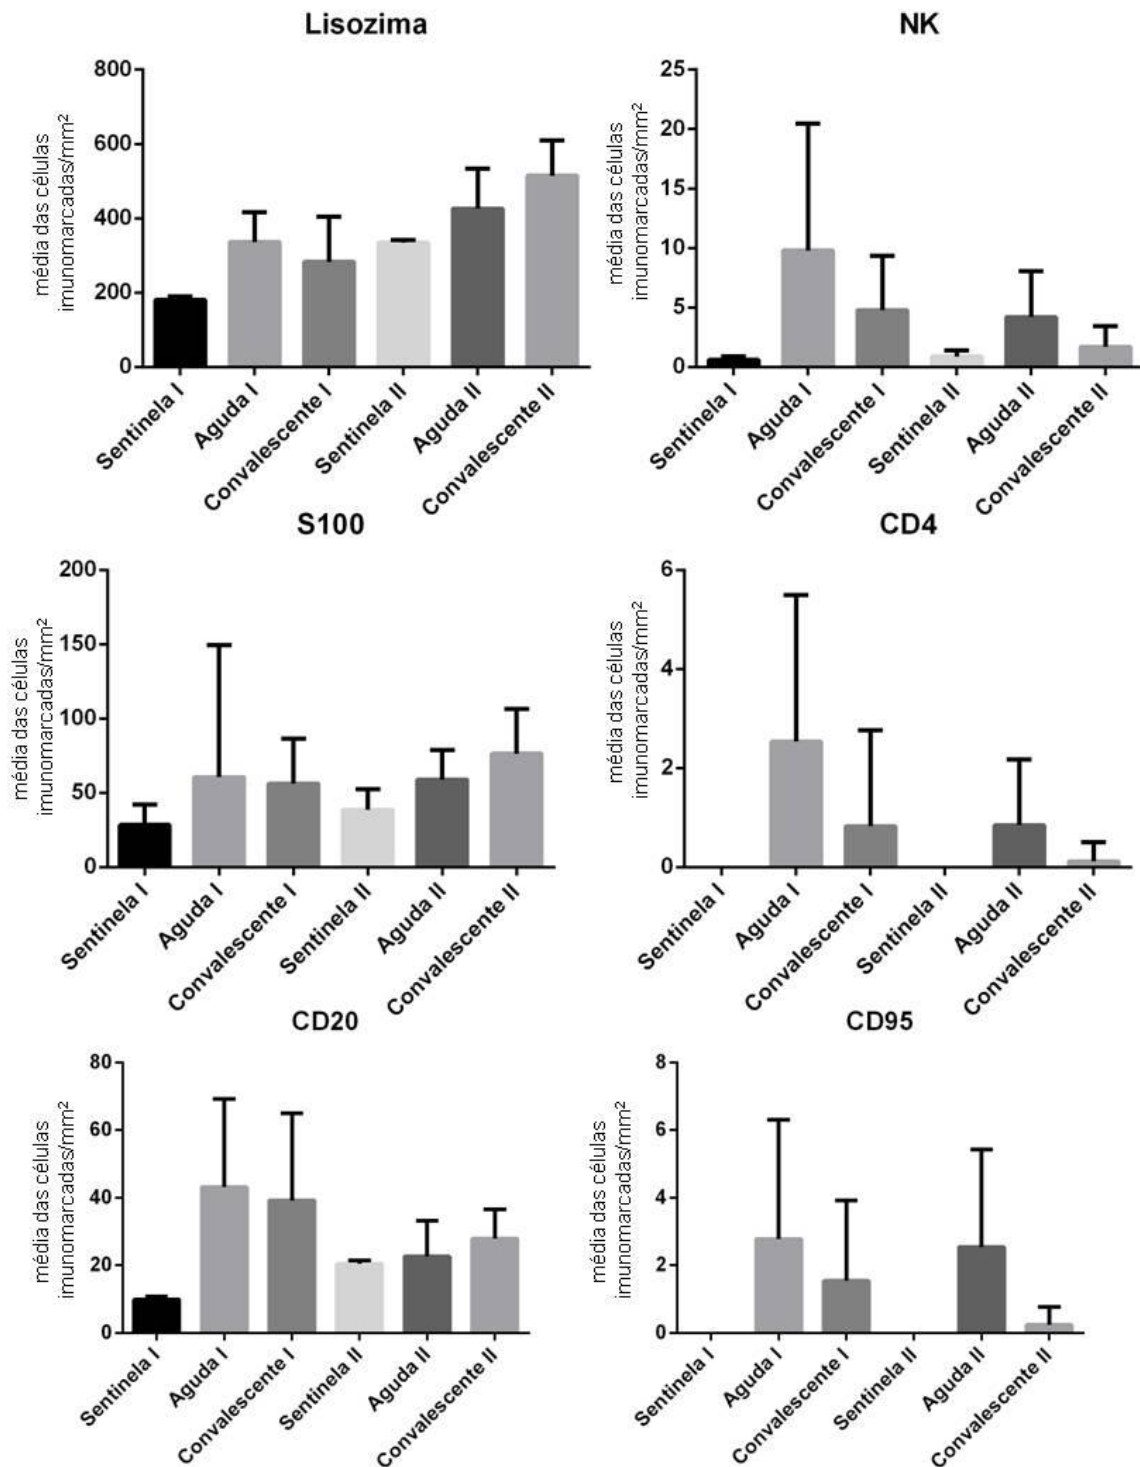 Lisozima
média das células
imunomarcadas/mm²
800
600
400
200
0
Sentinela I
Aguda I
Convalescente I
Sentinela II
Aguda II
Convalescente II
NK
média das células
imunomarcadas/mm²
25
20
15
10
5
0
Sentinela I
Aguda I
Convalescente I
Sentinela II
Aguda II
Convalescente II
S100
média das células
imunomarcadas/mm²
200
150
100
50
0
Sentinela I
Aguda I
Convalescente I
Sentinela II
Aguda II
Convalescente II
CD4
média das células
imunomarcadas/mm²
6
4
2
0
Sentinela I
Aguda I
Convalescente I
Sentinela II
Aguda II
Convalescente II
CD20
média das células
imunomarcadas/mm²
80
60
40
20
0
Sentinela I
Aguda I
Convalescente I
Sentinela II
Aguda II
Convalescente II
CD95
média das células
imunomarcadas/mm²
8
6
4
2
0
Sentinela I
Aguda I
Convalescente I
Sentinela II
Aguda II
Convalescente II